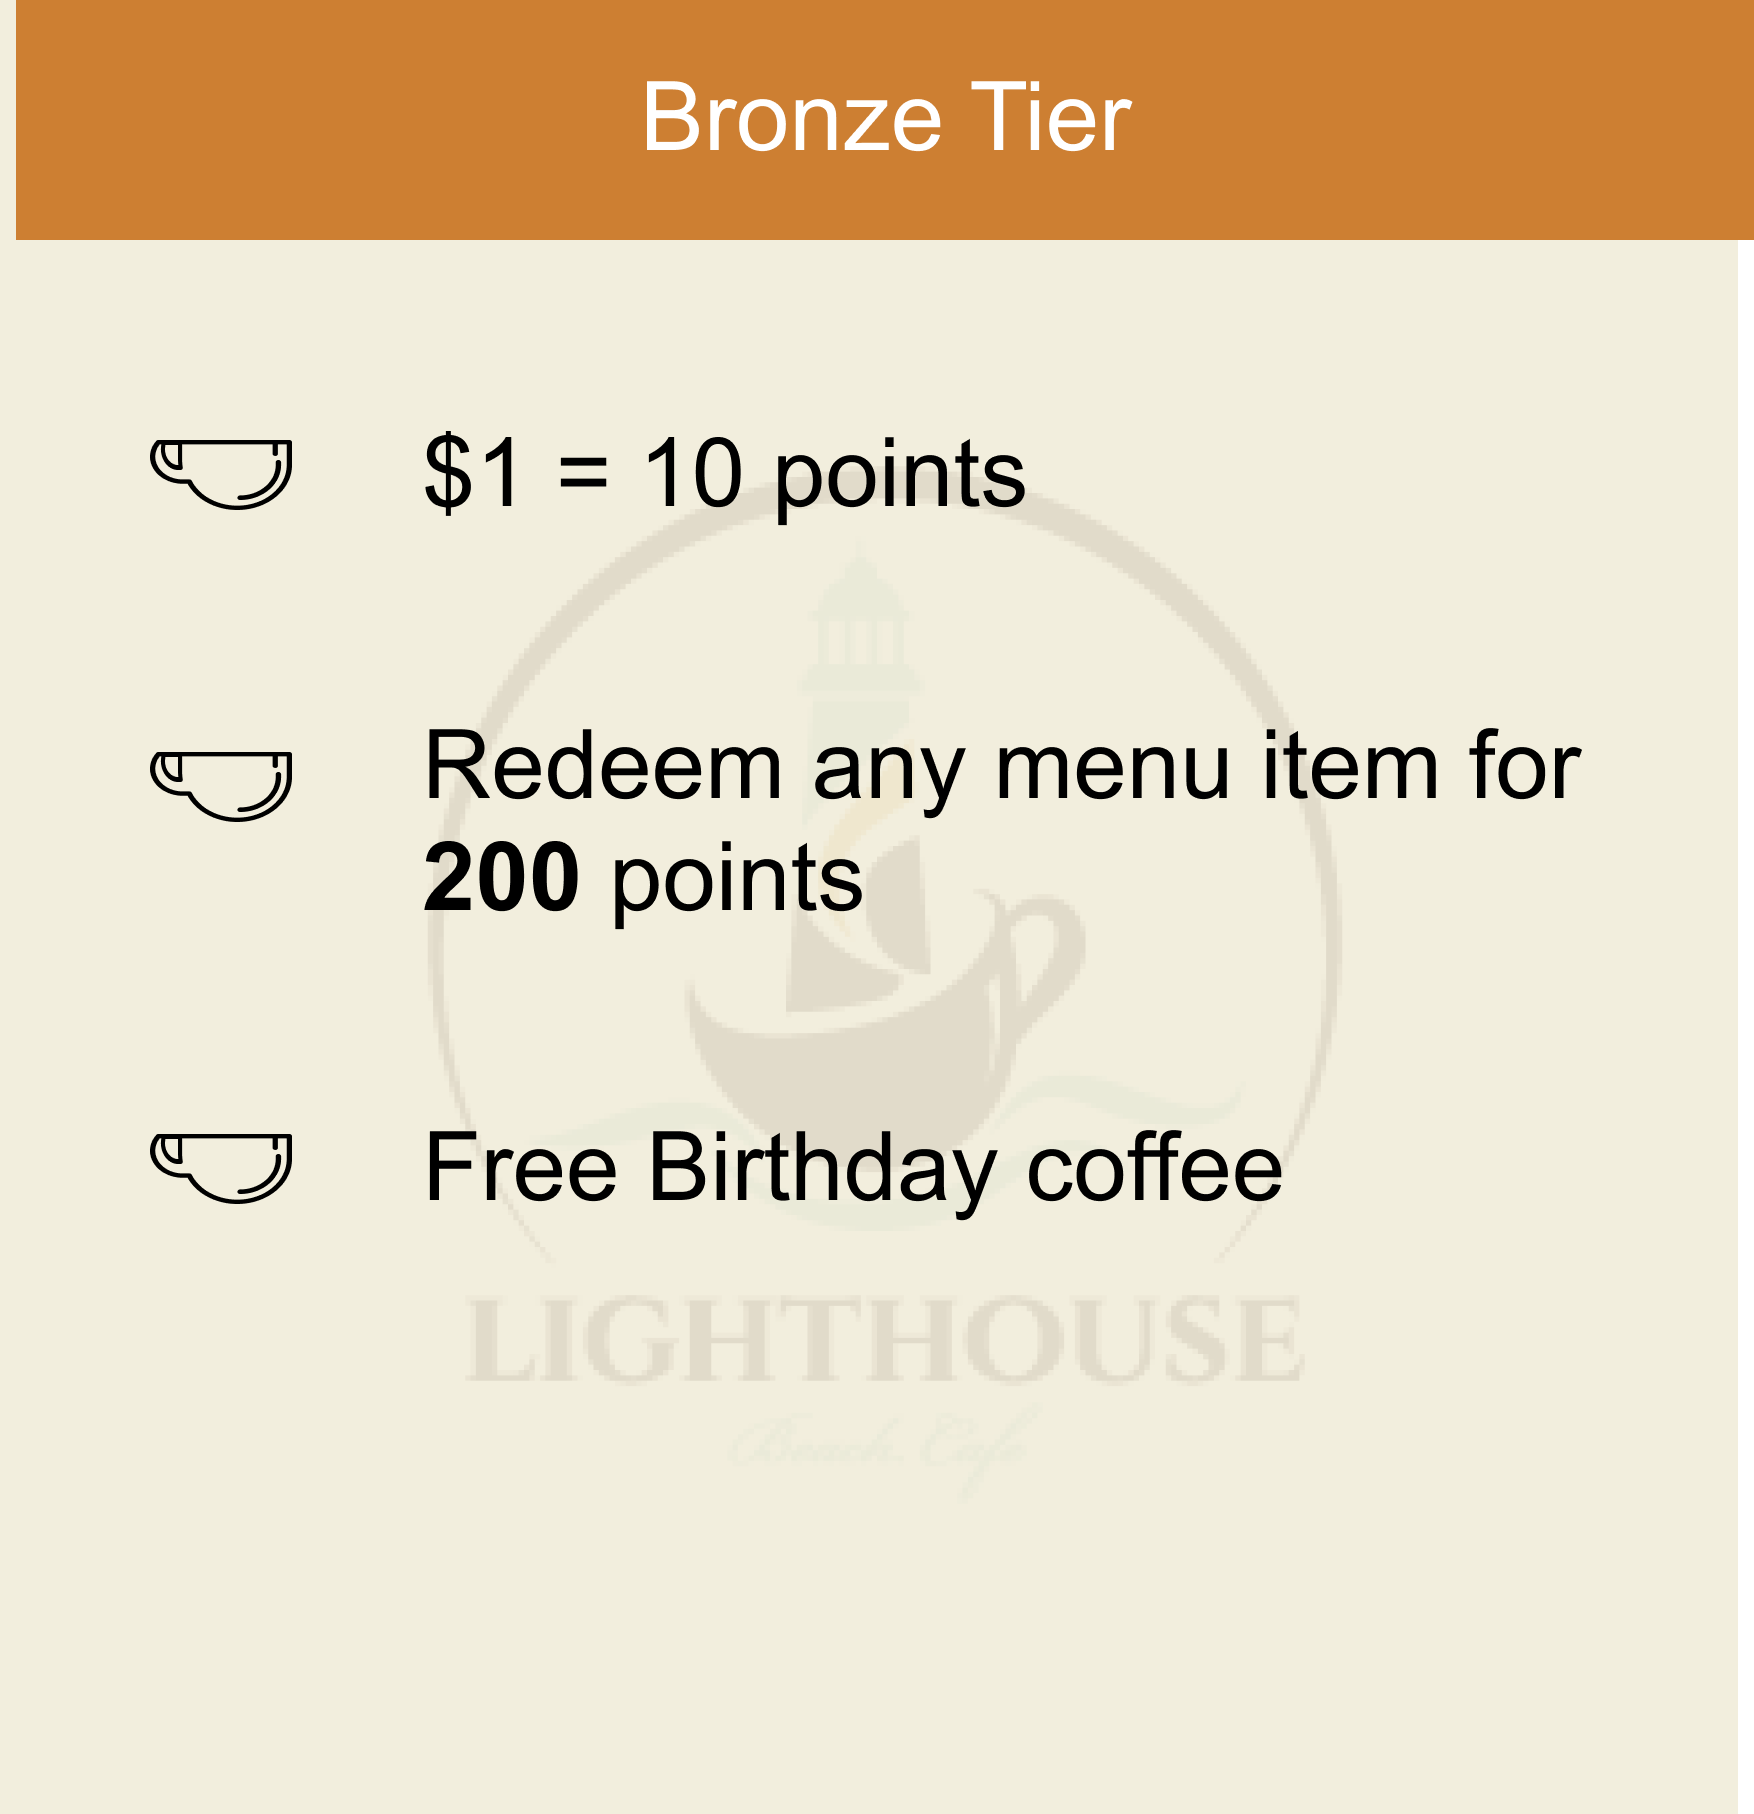 Bronze Tier
$1 = 10 points
Redeem any menu item for
200 points
Free Birthday coffee
LIGHTHOUSE
Beach Cafe